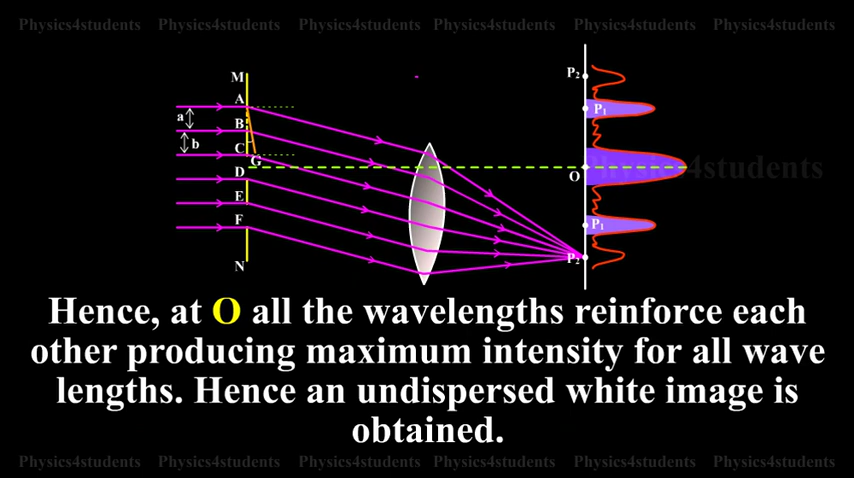 Physics4students Physics4students Physics4students Physics4students Physics4students Physics4students
M
P2
A
a
P1
B
b
C
G
Physics4students
O
D
E
F
P1
P2
N
Hence, at O all the wavelengths reinforce each
other producing maximum intensity for all wave
lengths. Hence an undispersed white image is
obtained.
Physics4students Physics4students Physics4students Physics4students Physics4students Physics4students